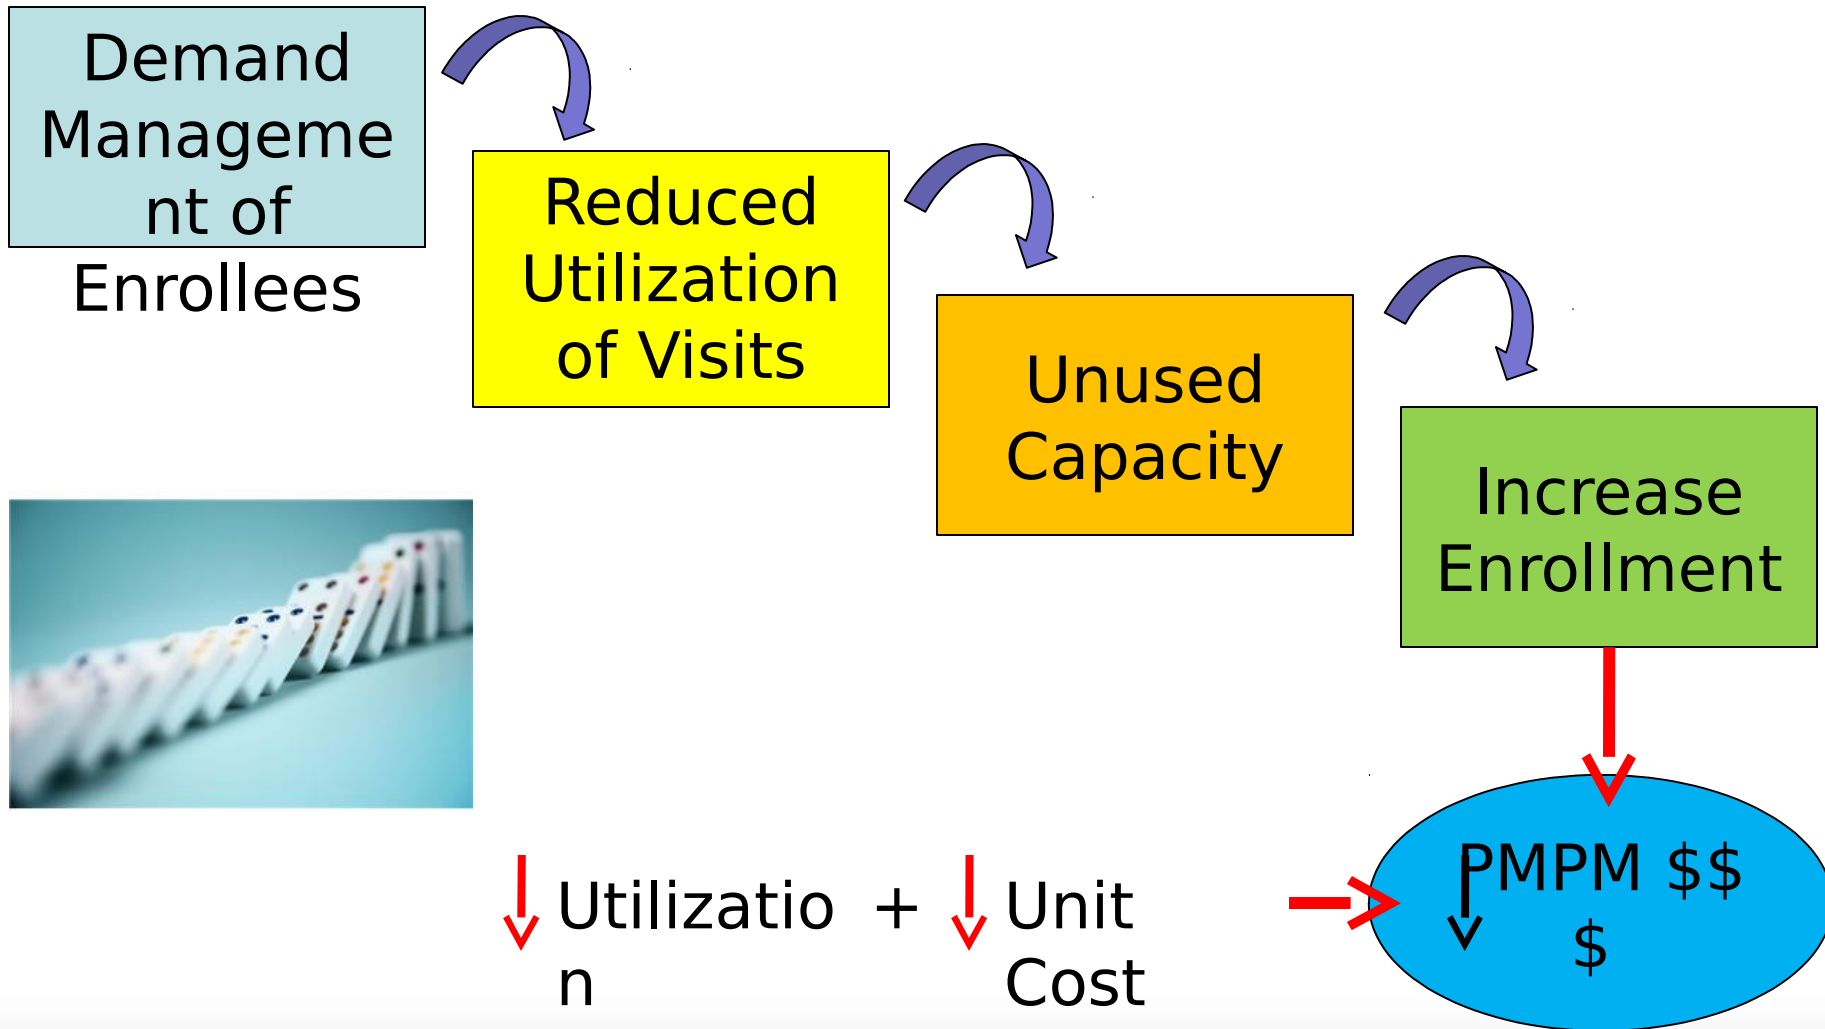 Demand
Manageme
nt of
Enrollees
Reduced
Utilization
of Visits
Unused
Capacity
Increase
Enrollment
PMPM $$
$
Utilizatio + Unit
n Cost